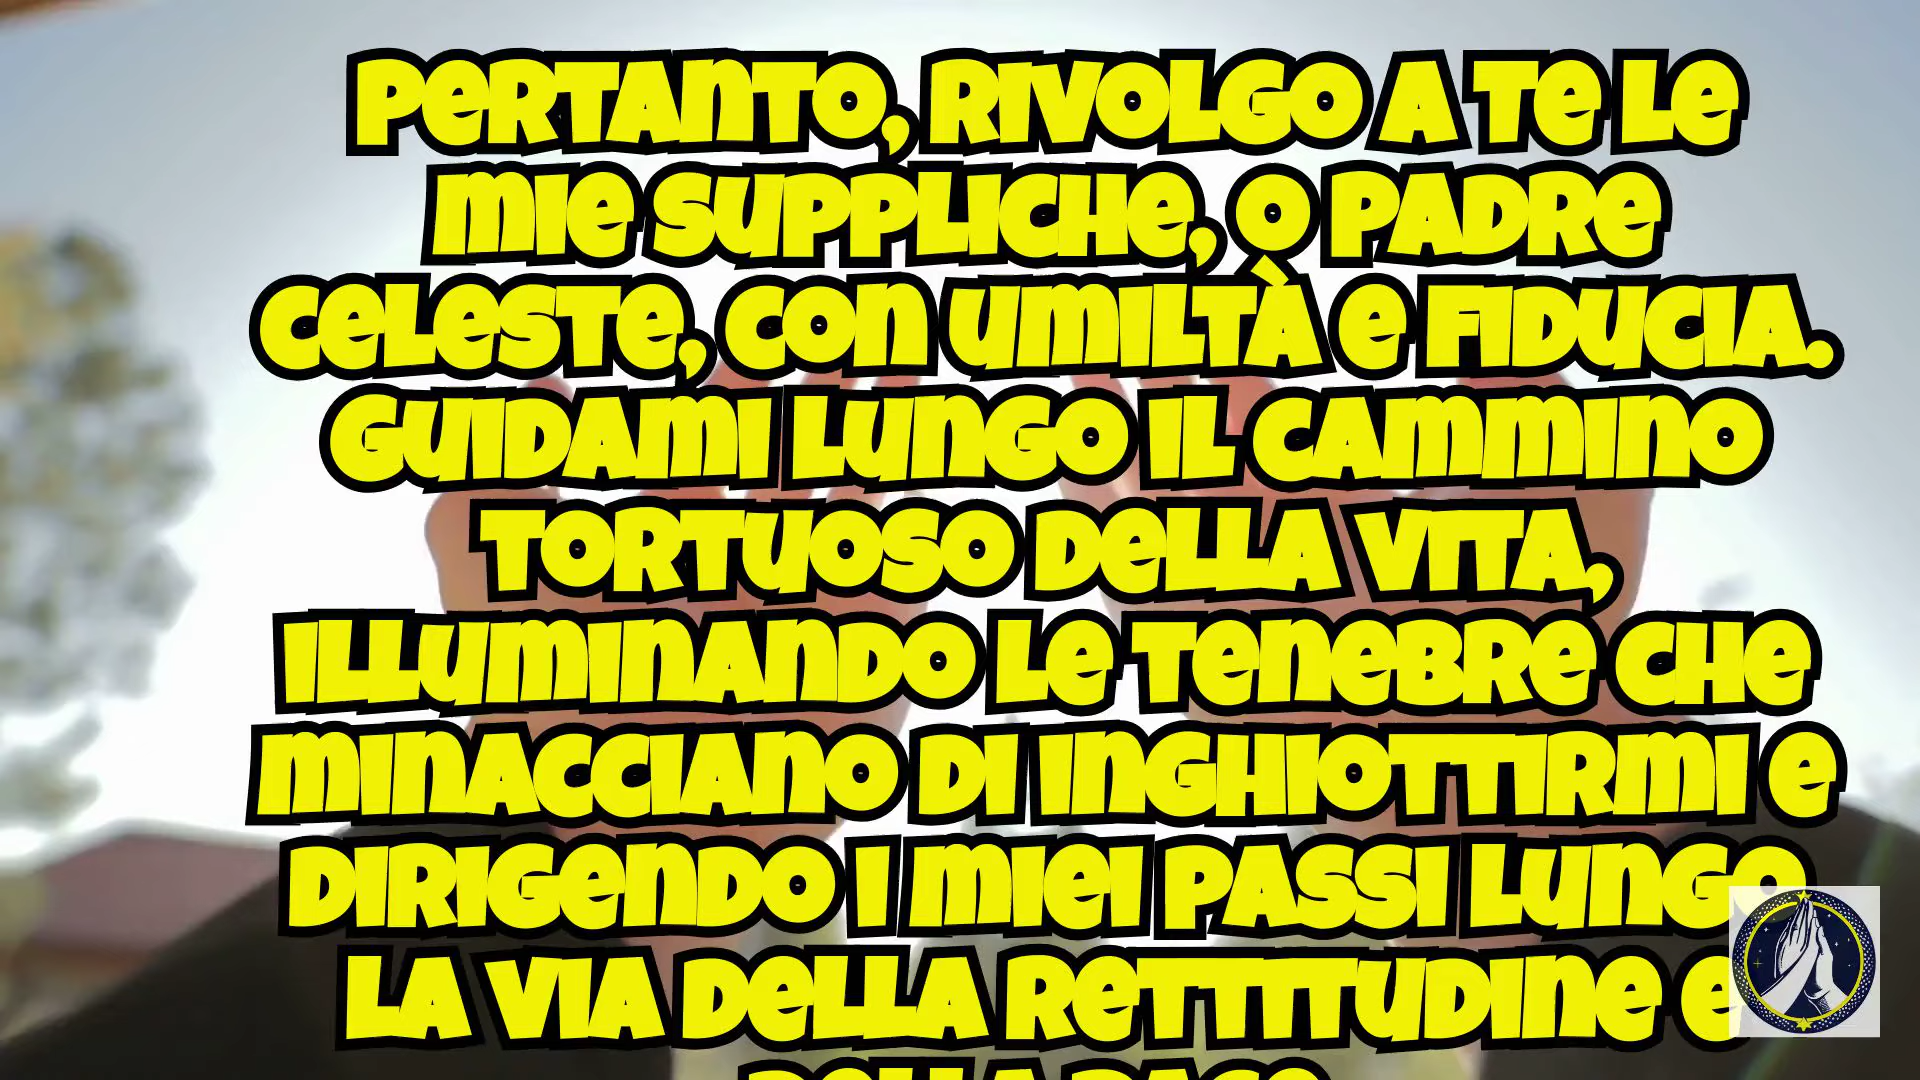 Pertanto, rivolgo a te le
mie suppliche, o Padre
Celeste, con umiltà e fiducia.
Guidami lungo il cammino
tortuoso della vita,
illuminando le tenebre che
minacciano di inghiottirmi e
dirigendo i miei passi lungo
la via della rettitudine e